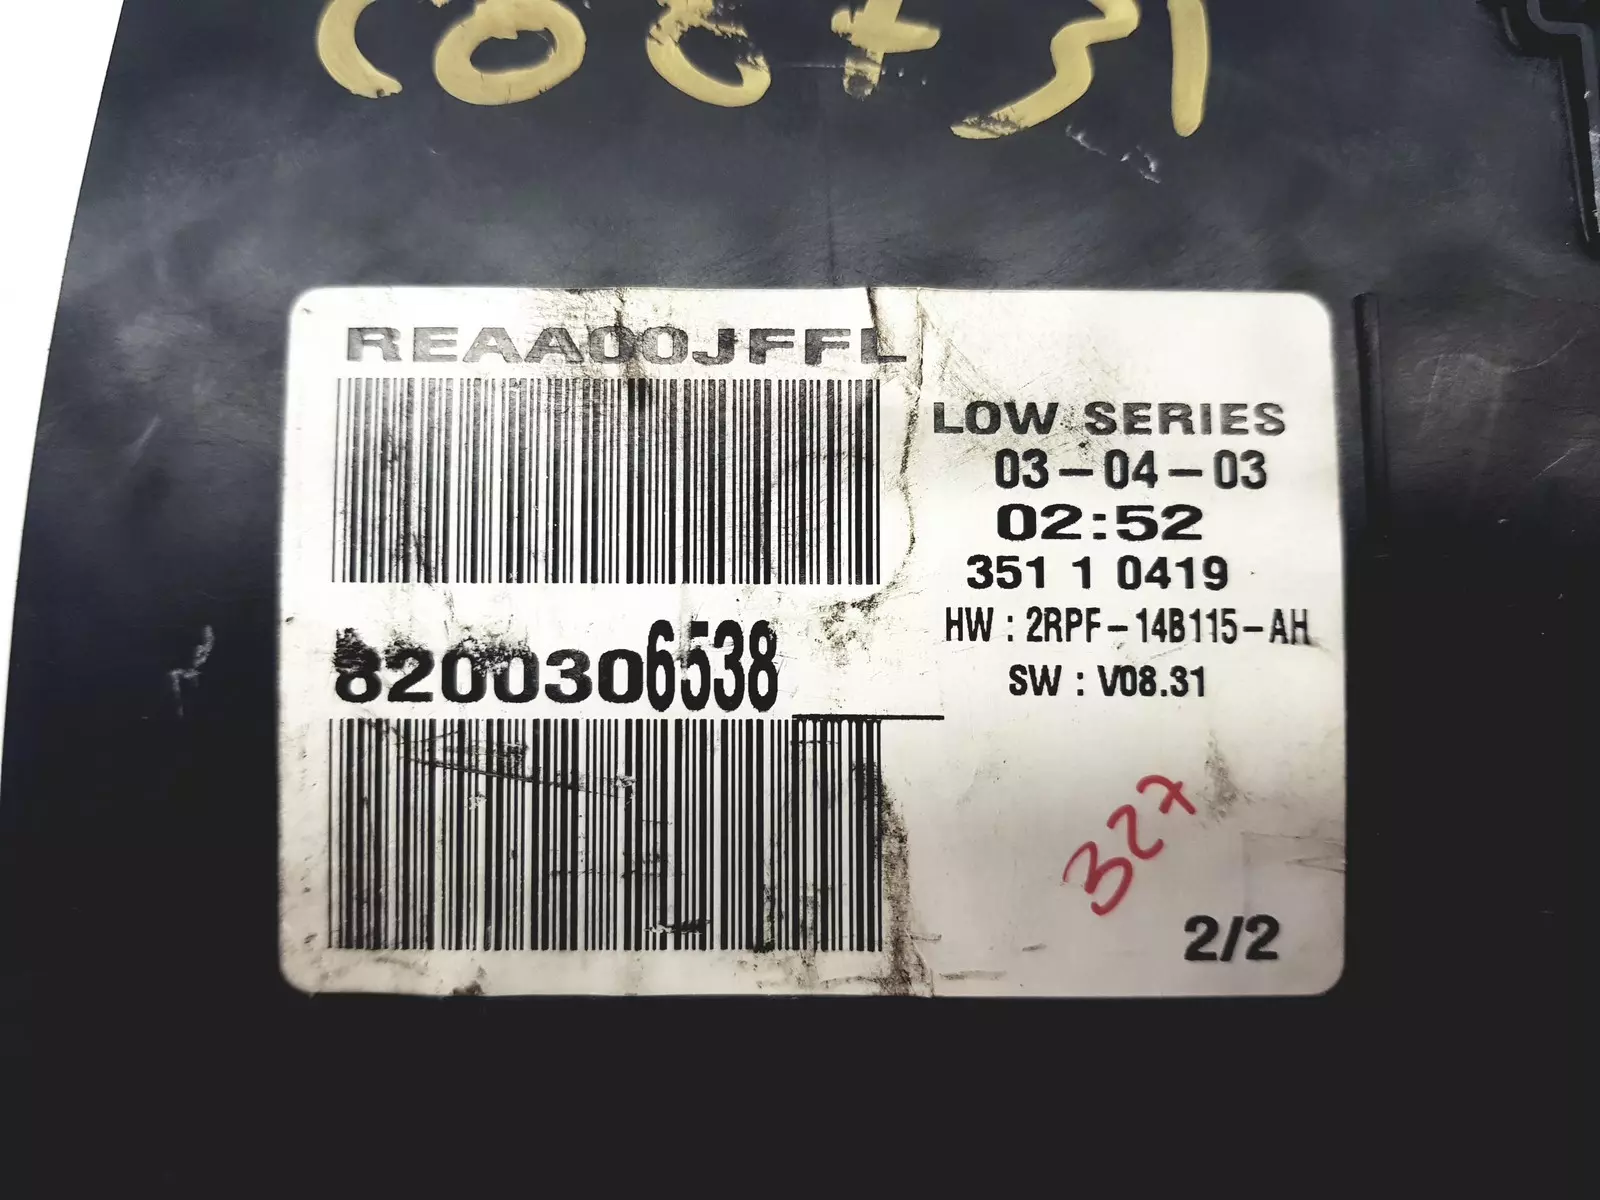 REAA00JFFL
LOW SERIES
03-04-03
02:52
351 1 0419
HW : 2RPF-14B115-AH
SW : V08.31
8200306538
327
2/2